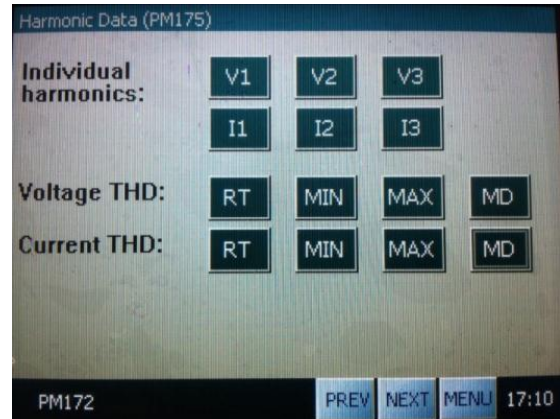 Harmonic Data (PM175)
Individual
harmonics:
V1 V2 V3
I1 I2 I3
Voltage THD: RT MIN MAX MD
Current THD: RT MIN MAX MD
PM172 PREV NEXT MENU 17:10